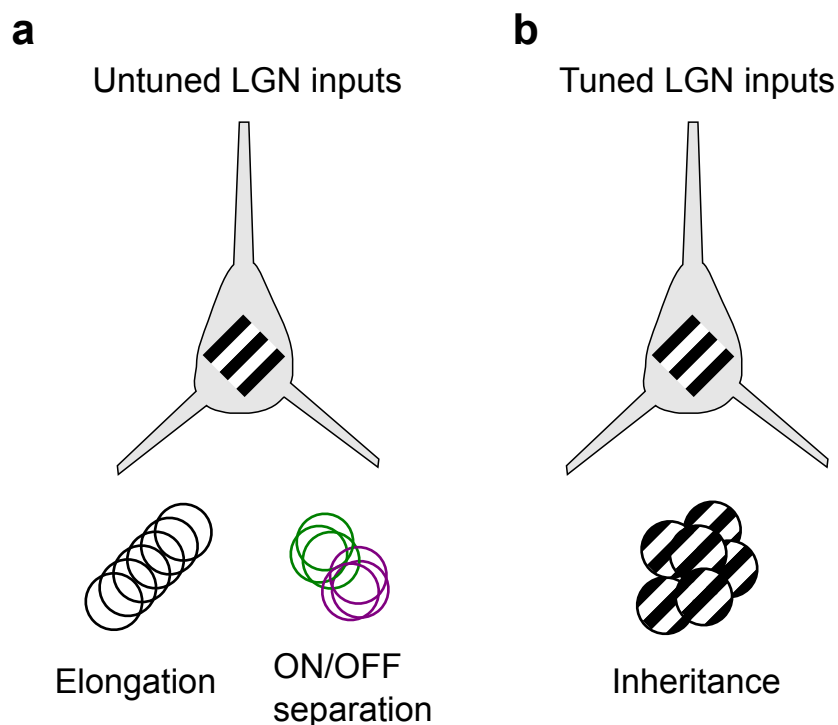 a
Untuned LGN inputs
Elongation
ON/OFF
separation
b
Tuned LGN inputs
Inheritance